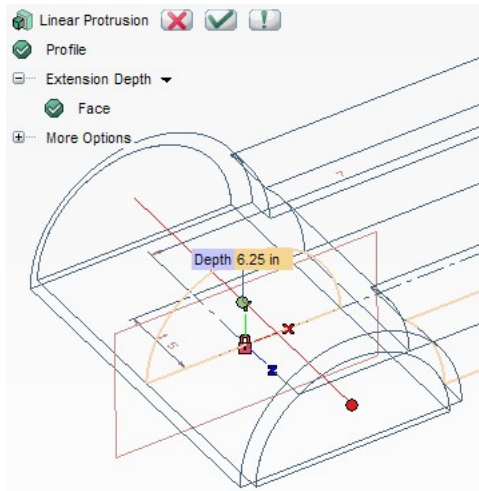 Linear Protrusion
Profile
Extension Depth
Face
More Options
Depth 6.25 in
Y
X
Z